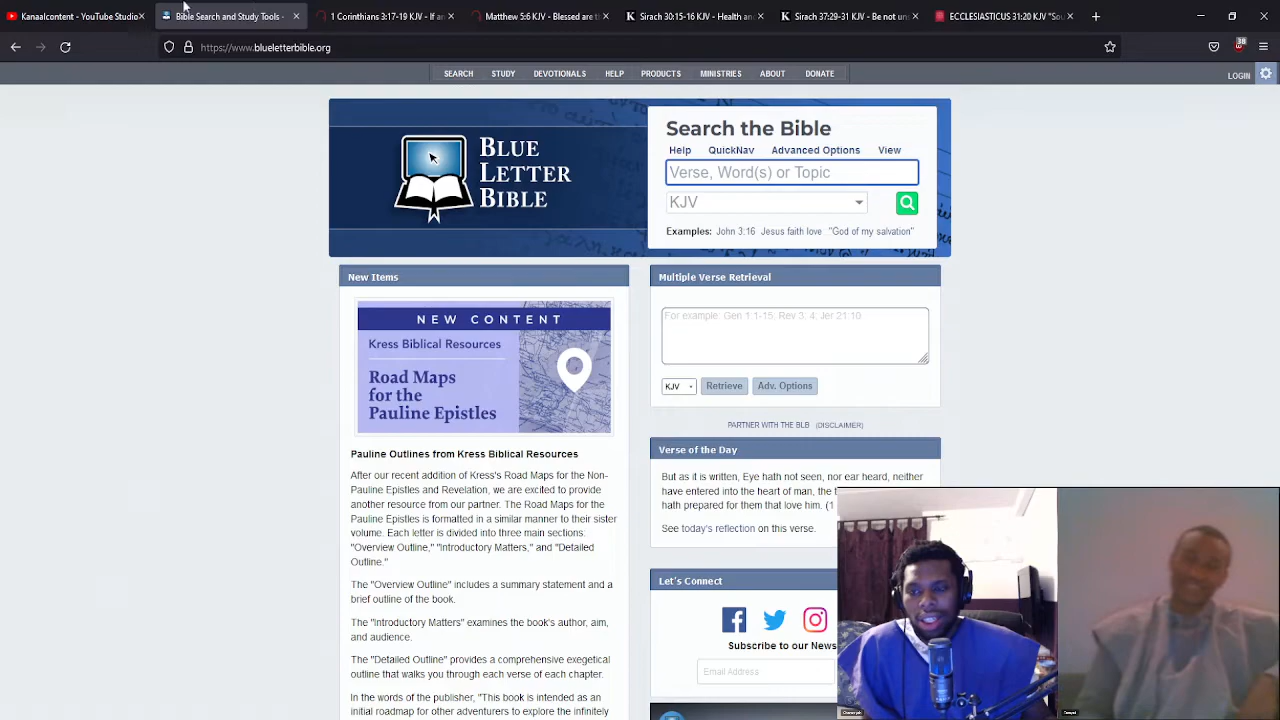 Kanaalcontent - YouTube Studio
Bible Search and Study Tools -
1 Corinthians 3:17-19 KJV - If an
Matthew 5:6 KJV - Blessed are th
Sirach 30:15-16 KJV - Health and
Sirach 37:29-31 KJV - Be not un
ECCLESIASTICUS 31:20 KJV "Sou
https://www.blueletterbible.org
38
SEARCH STUDY DEVOTIONALS HELP PRODUCTS MINISTRIES ABOUT DONATE
LOGIN
BLUE
LETTER
BIBLE
Search the Bible
Help QuickNav Advanced Options View
Verse, Word(s) or Topic
KJV
Examples: John 3:16 Jesus faith love "God of my salvation"
New Items
NEW CONTENT
Kress Biblical Resources
Road Maps
for the
Pauline Epistles
Pauline Outlines from Kress Biblical Resources
After our recent addition of Kress's Road Maps for the Non-
Pauline Epistles and Revelation, we are excited to provide
another resource from our partner. The Road Maps for the
Pauline Epistles is formatted in a similar manner to their sister
volume. Each letter is divided into three main sections:
"Overview Outline," "Introductory Matters," and "Detailed
Outline."
The "Overview Outline" includes a summary statement and a
brief outline of the book.
The "Introductory Matters" examines the book's author, aim,
and audience.
The "Detailed Outline" provides a comprehensive exegetical
outline that walks you through each verse of each chapter.
In the words of the publisher, "This book is intended as an
initial roadmap for other adventurers to explore the infinitely
Multiple Verse Retrieval
For example: Gen 1:1-15; Rev 3; 4; Jer 21:10
KJV Retrieve Adv. Options
PARTNER WITH THE BLB (DISCLAIMER)
Verse of the Day
But as it is written, Eye hath not seen, nor ear heard, neither
have entered into the heart of man, the t
hath prepared for them that love him. (1
See today's reflection on this verse.
Let's Connect
Subscribe to our News
Email Address